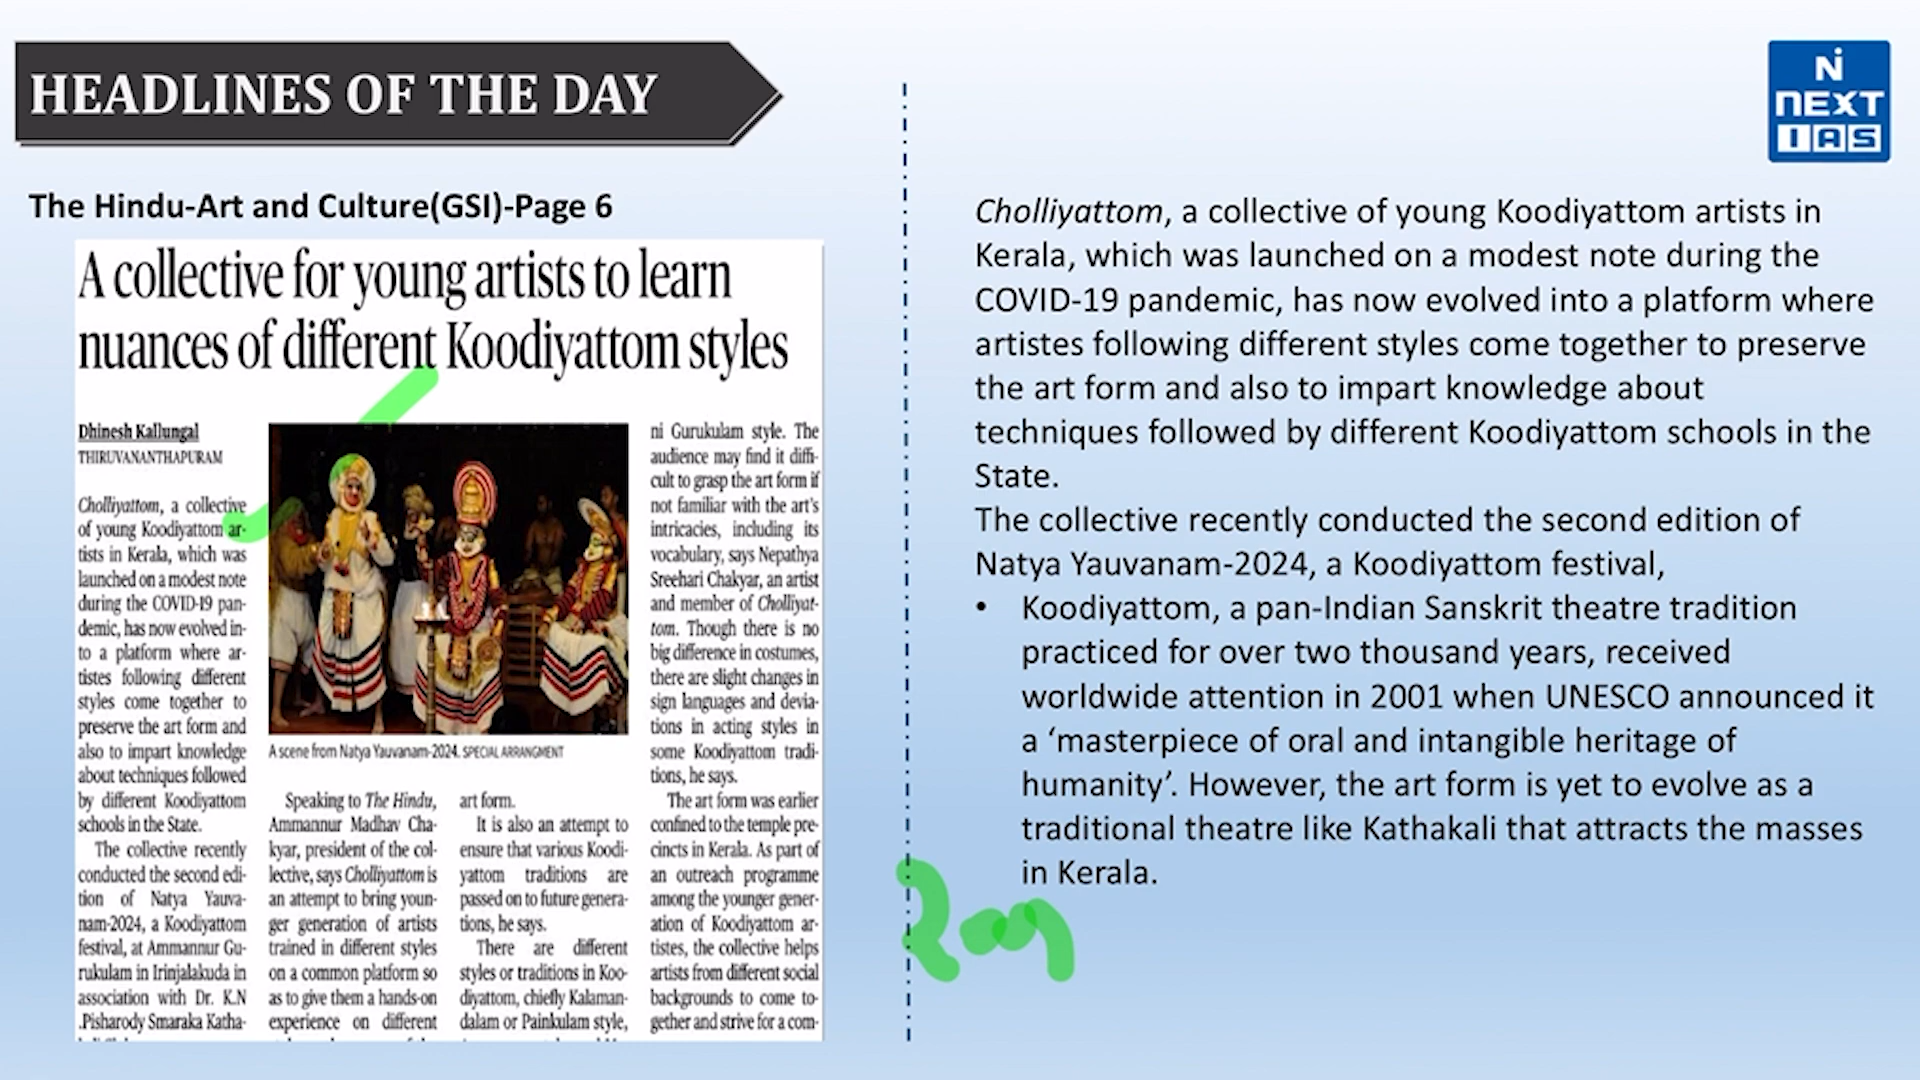 HEADLINES OF THE DAY
N
NEXT
IAS
The Hindu-Art and Culture(GSI)-Page 6
A collective for young artists to learn
nuances of different Koodiyattom styles
Dhinesh Kallungal
THIRUVANANTHAPURAM
Cholliyattom, a collective
of young Koodiyattom ar-
tists in Kerala, which was
launched on a modest note
during the COVID-19 pan-
demic, has now evolved in-
to a platform where ar-
tistes following different
styles come together to
preserve the art form and
also to impart knowledge
about techniques followed
by different Koodiyattom
schools in the State.
The collective recently
conducted the second edi-
tion of Natya Yauva-
nam-2024, a Koodiyattom
festival, at Ammannur Gu-
rukulam in Irinjalakuda in
association with Dr. K.N
.Pisharody Smaraka Katha-
A scene from Natya Yauvanam-2024. SPECIAL ARRANGMENT
Speaking to The Hindu,
Ammannur Madhav Cha-
kyar, president of the col-
lective, says Cholliyattom is
an attempt to bring youn-
ger generation of artists
trained in different styles
on a common platform so
as to give them a hands-on
experience on different
art form.
It is also an attempt to
ensure that various Koodi-
yattom traditions are
passed on to future genera-
tions, he says.
There are different
styles or traditions in Koo-
diyattom, chiefly Kalaman-
dalam or Painkulam style,
ni Gurukulam style. The
audience may find it diffi-
cult to grasp the art form if
not familiar with the art's
intricacies, including its
vocabulary, says Nepathya
Sreehari Chakyar, an artist
and member of Cholliyat-
tom. Though there is no
big difference in costumes,
there are slight changes in
sign languages and devia-
tions in acting styles in
some Koodiyattom tradi-
tions, he says.
The art form was earlier
confined to the temple pre-
cincts in Kerala. As part of
an outreach programme
among the younger gener-
ation of Koodiyattom ar-
tistes, the collective helps
artists from different social
backgrounds to come to-
gether and strive for a com-
Cholliyattom, a collective of young Koodiyattom artists in
Kerala, which was launched on a modest note during the
COVID-19 pandemic, has now evolved into a platform where
artistes following different styles come together to preserve
the art form and also to impart knowledge about
techniques followed by different Koodiyattom schools in the
State.
The collective recently conducted the second edition of
Natya Yauvanam-2024, a Koodiyattom festival,
• Koodiyattom, a pan-Indian Sanskrit theatre tradition
practiced for over two thousand years, received
worldwide attention in 2001 when UNESCO announced it
a ‘masterpiece of oral and intangible heritage of
humanity’. However, the art form is yet to evolve as a
traditional theatre like Kathakali that attracts the masses
in Kerala.